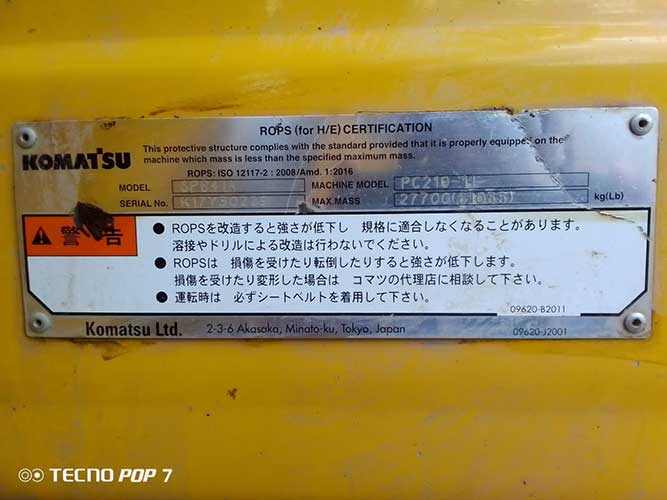 ROPS (for H/E) CERTIFICATION
KOMATSU
This protective structure complies with the standard provided that it is properly equipped on the
machine which mass is less than the specified maximum mass.
ROPS: ISO 12117-2 : 2008/Amd. 1:2016
MODEL MACHINE MODEL
SERIAL No. MAX.MASS 27700 kg(Lb)
警告
● ROPSを改造すると強さが低下し 規格に適合しなくなることがあります.
溶接やドリルによる改造は行わないでください.
● ROPSは 損傷を受けたり転倒したりすると強さが低下します.
損傷を受けたり変形した場合は コマツの代理店に相談して下さい.
● 運転時は 必ずシートベルトを着用して下さい.
09620-B2011
Komatsu Ltd. 2-3-6 Akasaka, Minato-ku, Tokyo, Japan 09620-J2001
TECNO POP 7